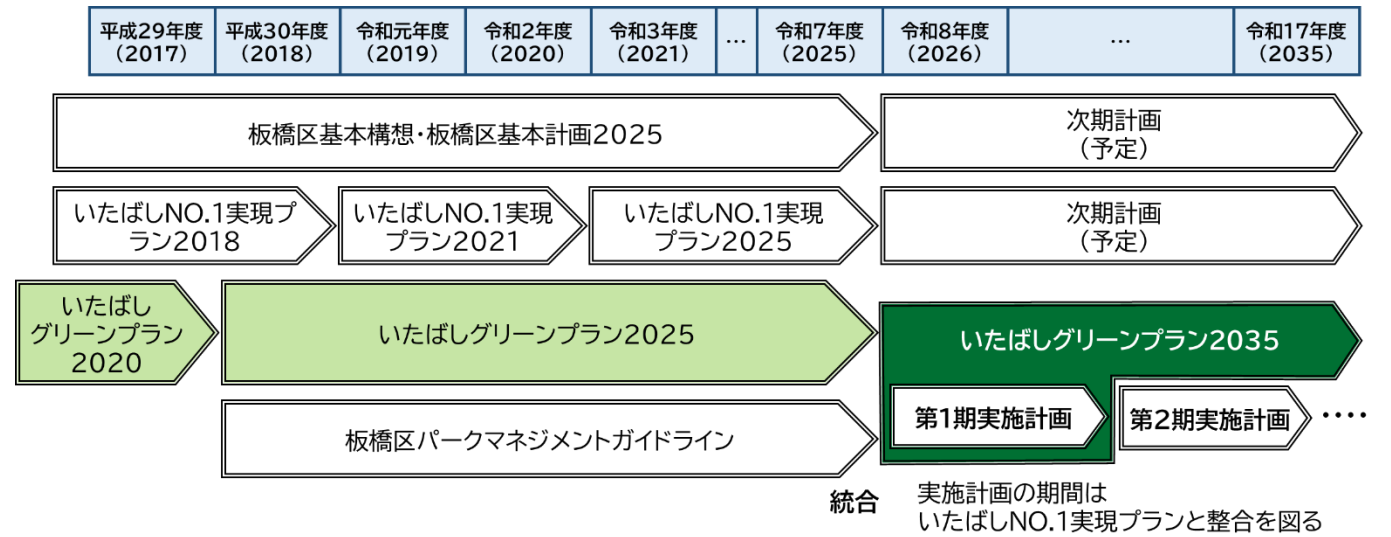 平成29年度 平成30年度 令和元年度 令和2年度 令和3年度 … 令和7年度 令和8年度 … 令和17年度
(2017) (2018) (2019) (2020) (2021) (2025) (2026) (2035)
板橋区基本構想・板橋区基本計画2025
次期計画
(予定)
いたばしNO.1実現プ
ラン2018
いたばしNO.1実現
プラン2021
いたばしNO.1実現
プラン2025
次期計画
(予定)
いたばし
グリーンプラン
2020
いたばしグリーンプラン2025
いたばしグリーンプラン2035
板橋区パークマネジメントガイドライン
第1期実施計画
第2期実施計画
････
統合
実施計画の期間は
いたばしNO.1実現プランと整合を図る